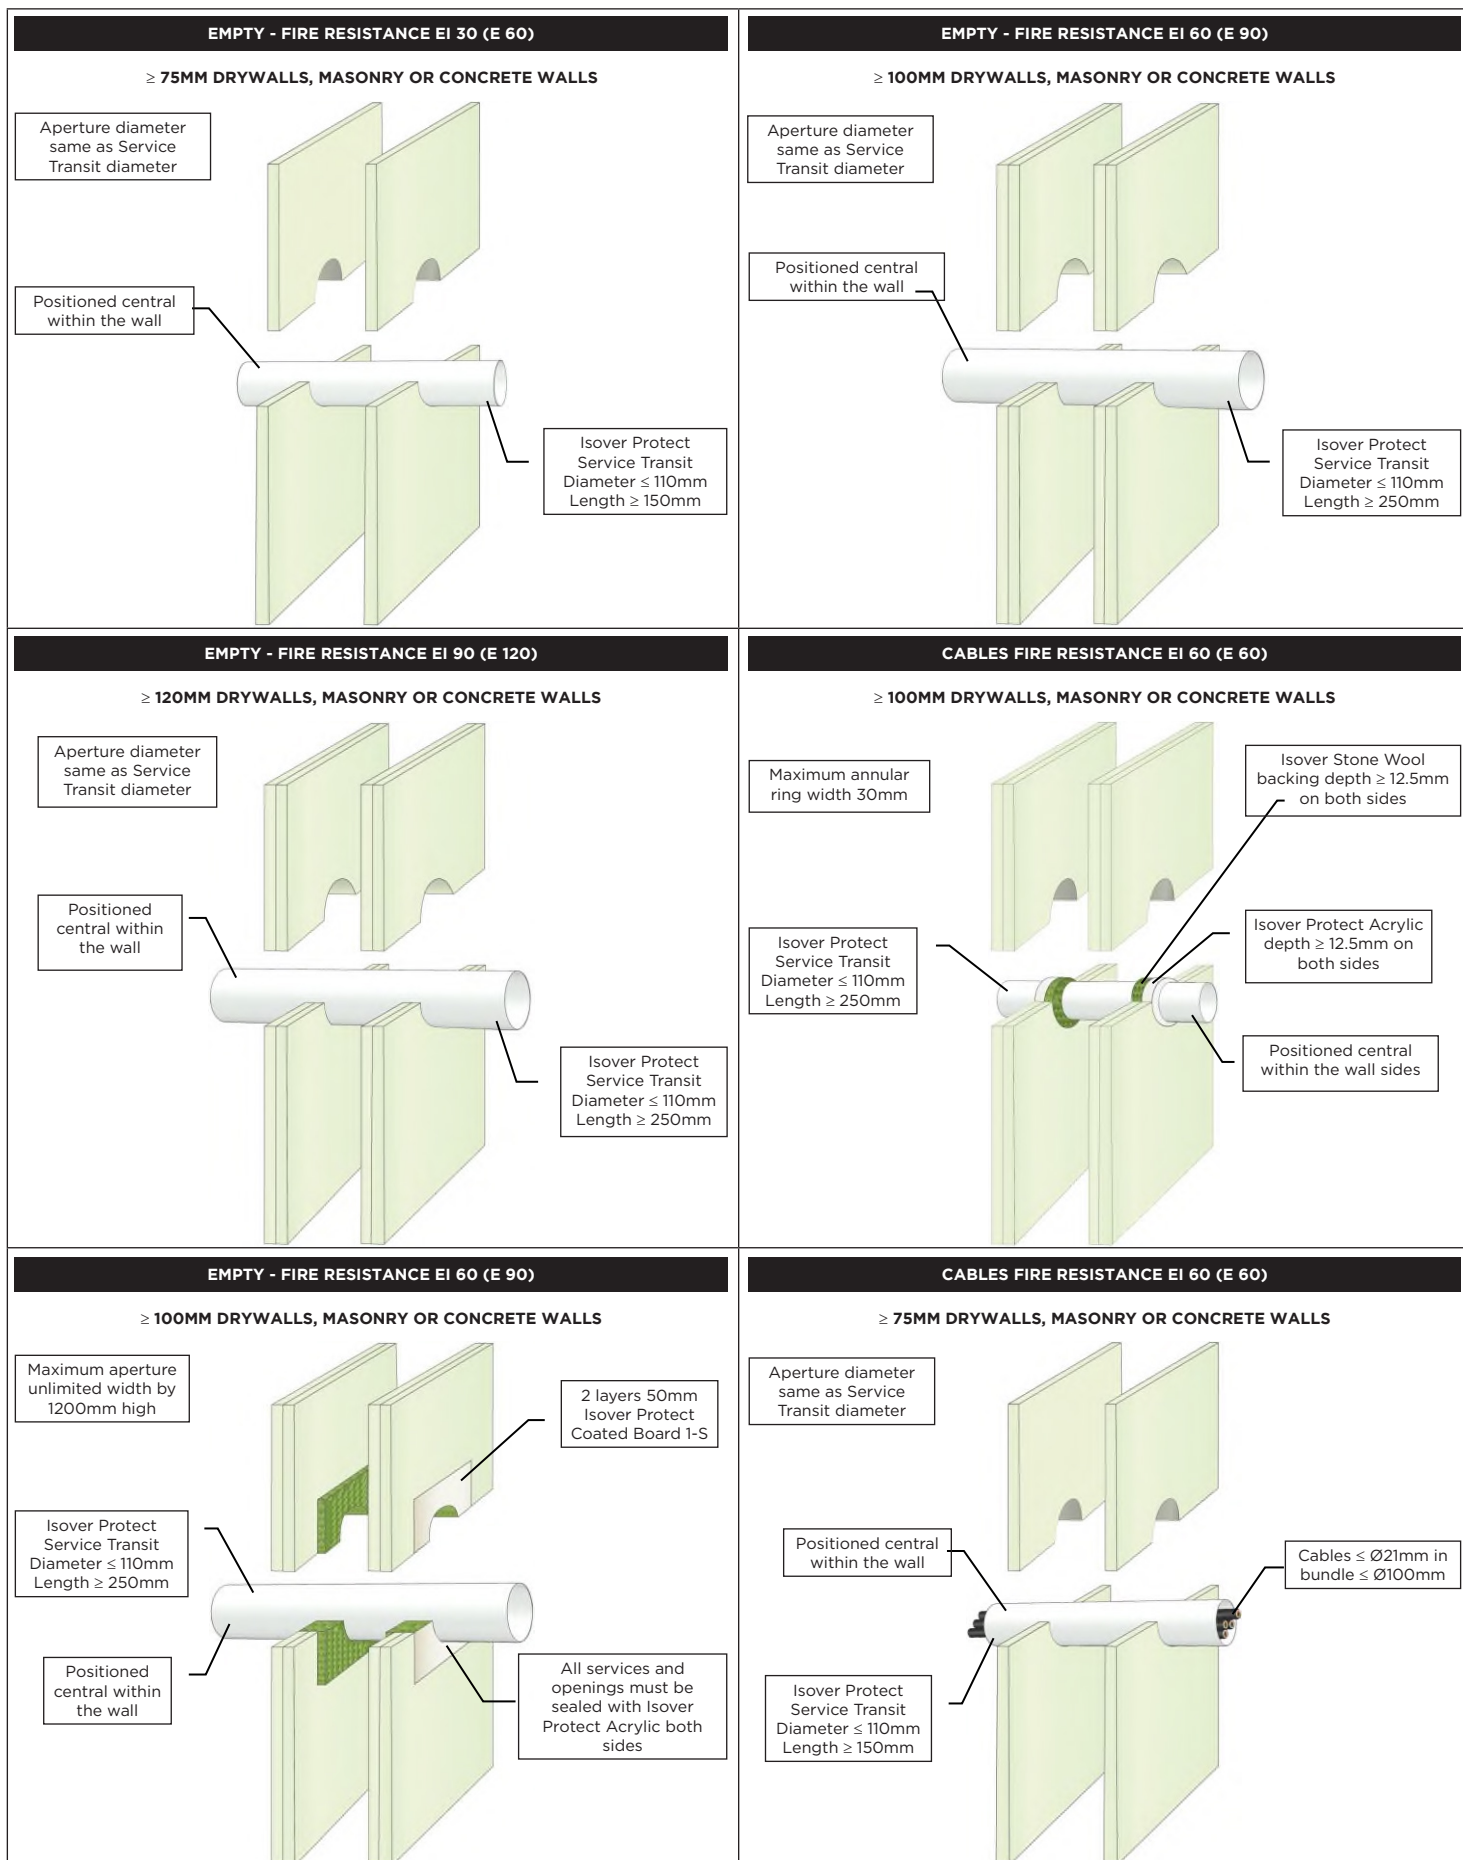 EMPTY - FIRE RESISTANCE EI 30 (E 60)
≥ 75MM DRYWALLS, MASONRY OR CONCRETE WALLS
Aperture diameter
same as Service
Transit diameter
Positioned central
within the wall
Isover Protect
Service Transit
Diameter ≤ 110mm
Length ≥ 150mm
EMPTY - FIRE RESISTANCE EI 60 (E 90)
≥ 100MM DRYWALLS, MASONRY OR CONCRETE WALLS
Aperture diameter
same as Service
Transit diameter
Positioned central
within the wall
Isover Protect
Service Transit
Diameter ≤ 110mm
Length ≥ 250mm
EMPTY - FIRE RESISTANCE EI 90 (E 120)
≥ 120MM DRYWALLS, MASONRY OR CONCRETE WALLS
Aperture diameter
same as Service
Transit diameter
Positioned
central within
the wall
Isover Protect
Service Transit
Diameter ≤ 110mm
Length ≥ 250mm
CABLES FIRE RESISTANCE EI 60 (E 60)
≥ 100MM DRYWALLS, MASONRY OR CONCRETE WALLS
Maximum annular
ring width 30mm
Isover Stone Wool
backing depth ≥ 12.5mm
on both sides
Isover Protect
Service Transit
Diameter ≤ 110mm
Length ≥ 250mm
Isover Protect Acrylic
depth ≥ 12.5mm on
both sides
Positioned central
within the wall sides
EMPTY - FIRE RESISTANCE EI 60 (E 90)
≥ 100MM DRYWALLS, MASONRY OR CONCRETE WALLS
Maximum aperture
unlimited width by
1200mm high
2 layers 50mm
Isover Protect
Coated Board 1-S
Isover Protect
Service Transit
Diameter ≤ 110mm
Length ≥ 250mm
Positioned
central within
the wall
All services and
openings must be
sealed with Isover
Protect Acrylic both
sides
CABLES FIRE RESISTANCE EI 60 (E 60)
≥ 75MM DRYWALLS, MASONRY OR CONCRETE WALLS
Aperture diameter
same as Service
Transit diameter
Positioned central
within the wall
Cables ≤ Ø21mm in
bundle ≤ Ø100mm
Isover Protect
Service Transit
Diameter ≤ 110mm
Length ≥ 150mm